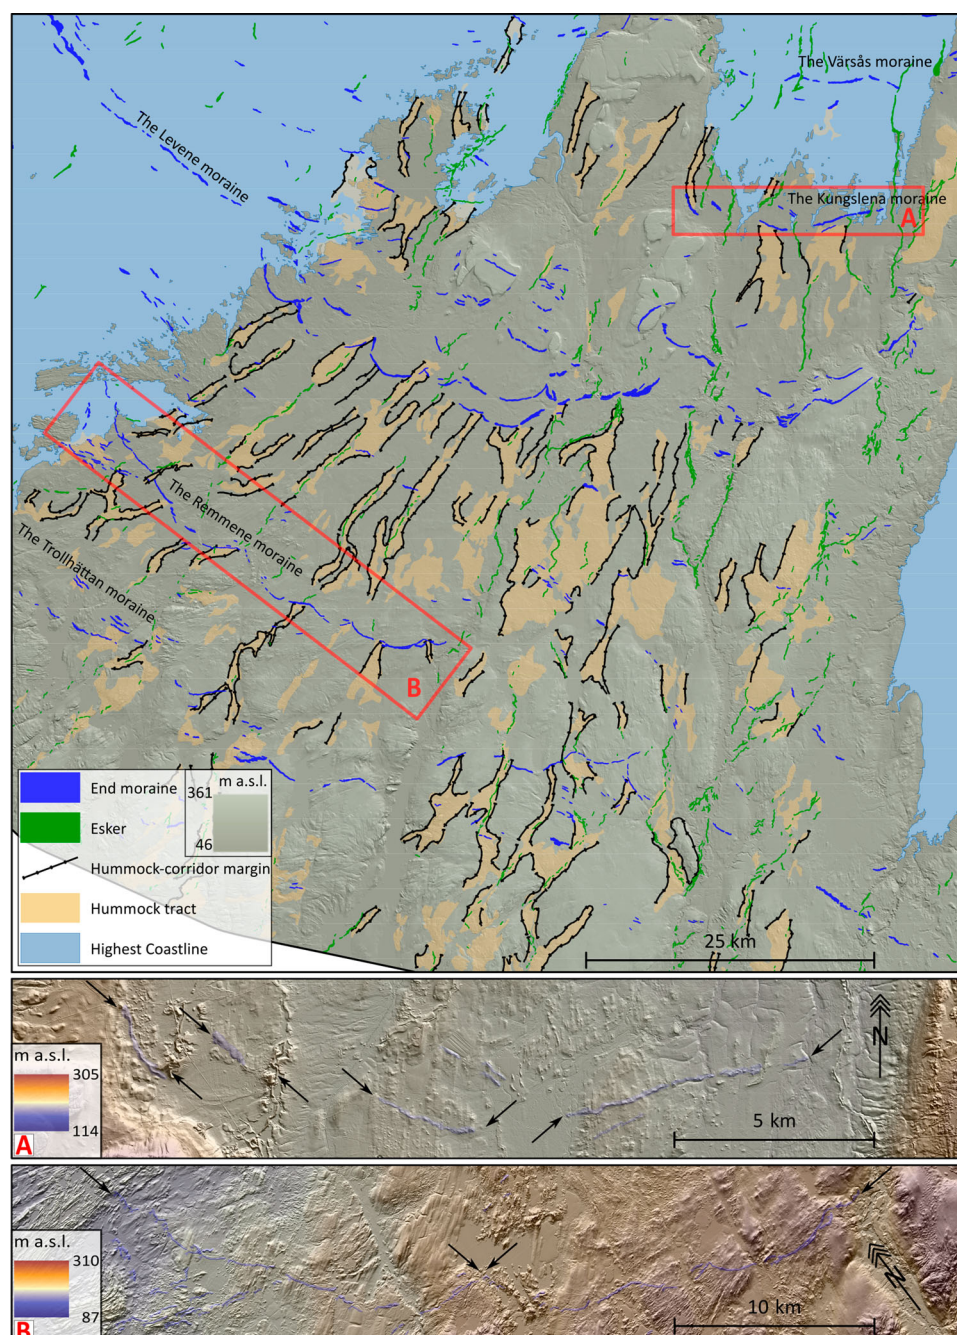 The Värsås moraine
The Levene moraine
The Kungslena moraine
A
The Remmene moraine
The Trollhättan moraine
B
End moraine
m a.s.l.
361
46
Esker
Hummock-corridor margin
Hummock tract
Highest Coastline
25 km
N
m a.s.l.
305
114
A
5 km
m a.s.l.
310
87
B
N
10 km